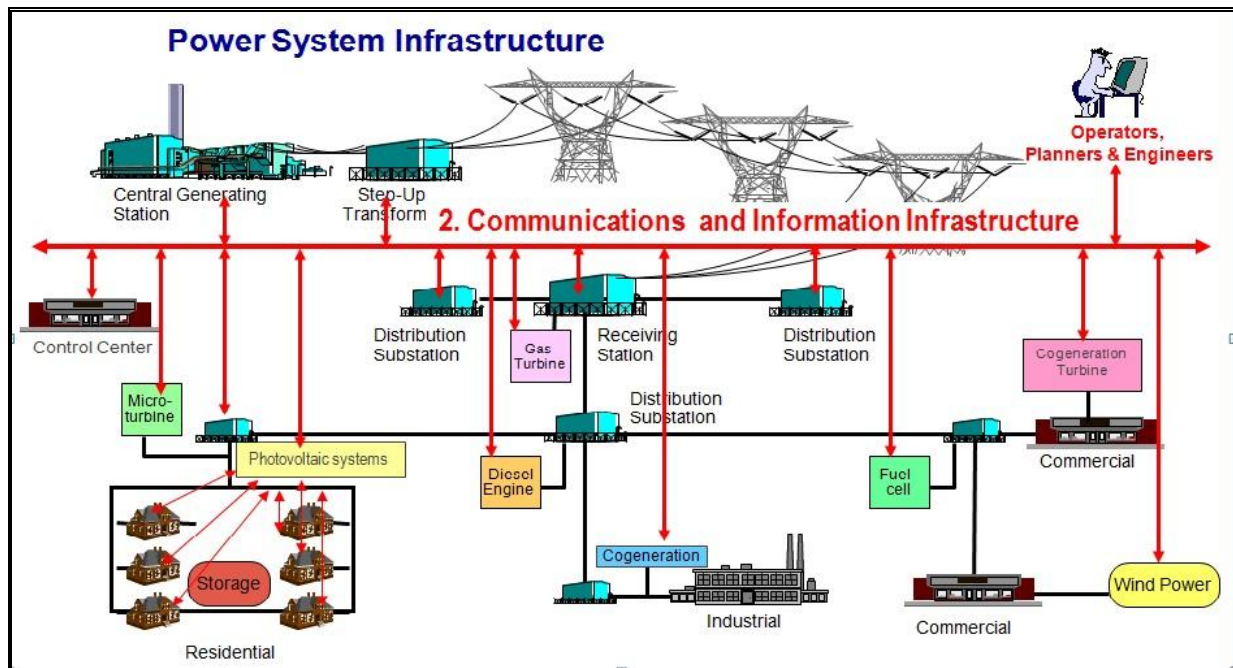 Power System Infrastructure
Operators,
Planners & Engineers
Central Generating
Station
Step-Up
Transform
2. Communications and Information Infrastructure
Control Center
Distribution
Substation
Gas
Turbine
Receiving
Station
Distribution
Substation
Cogeneration
Turbine
Micro-
turbine
Distribution
Substation
Photovoltaic systems
Diesel
Engine
Fuel
cell
Commercial
Storage
Cogeneration
Wind Power
Industrial
Commercial
Residential